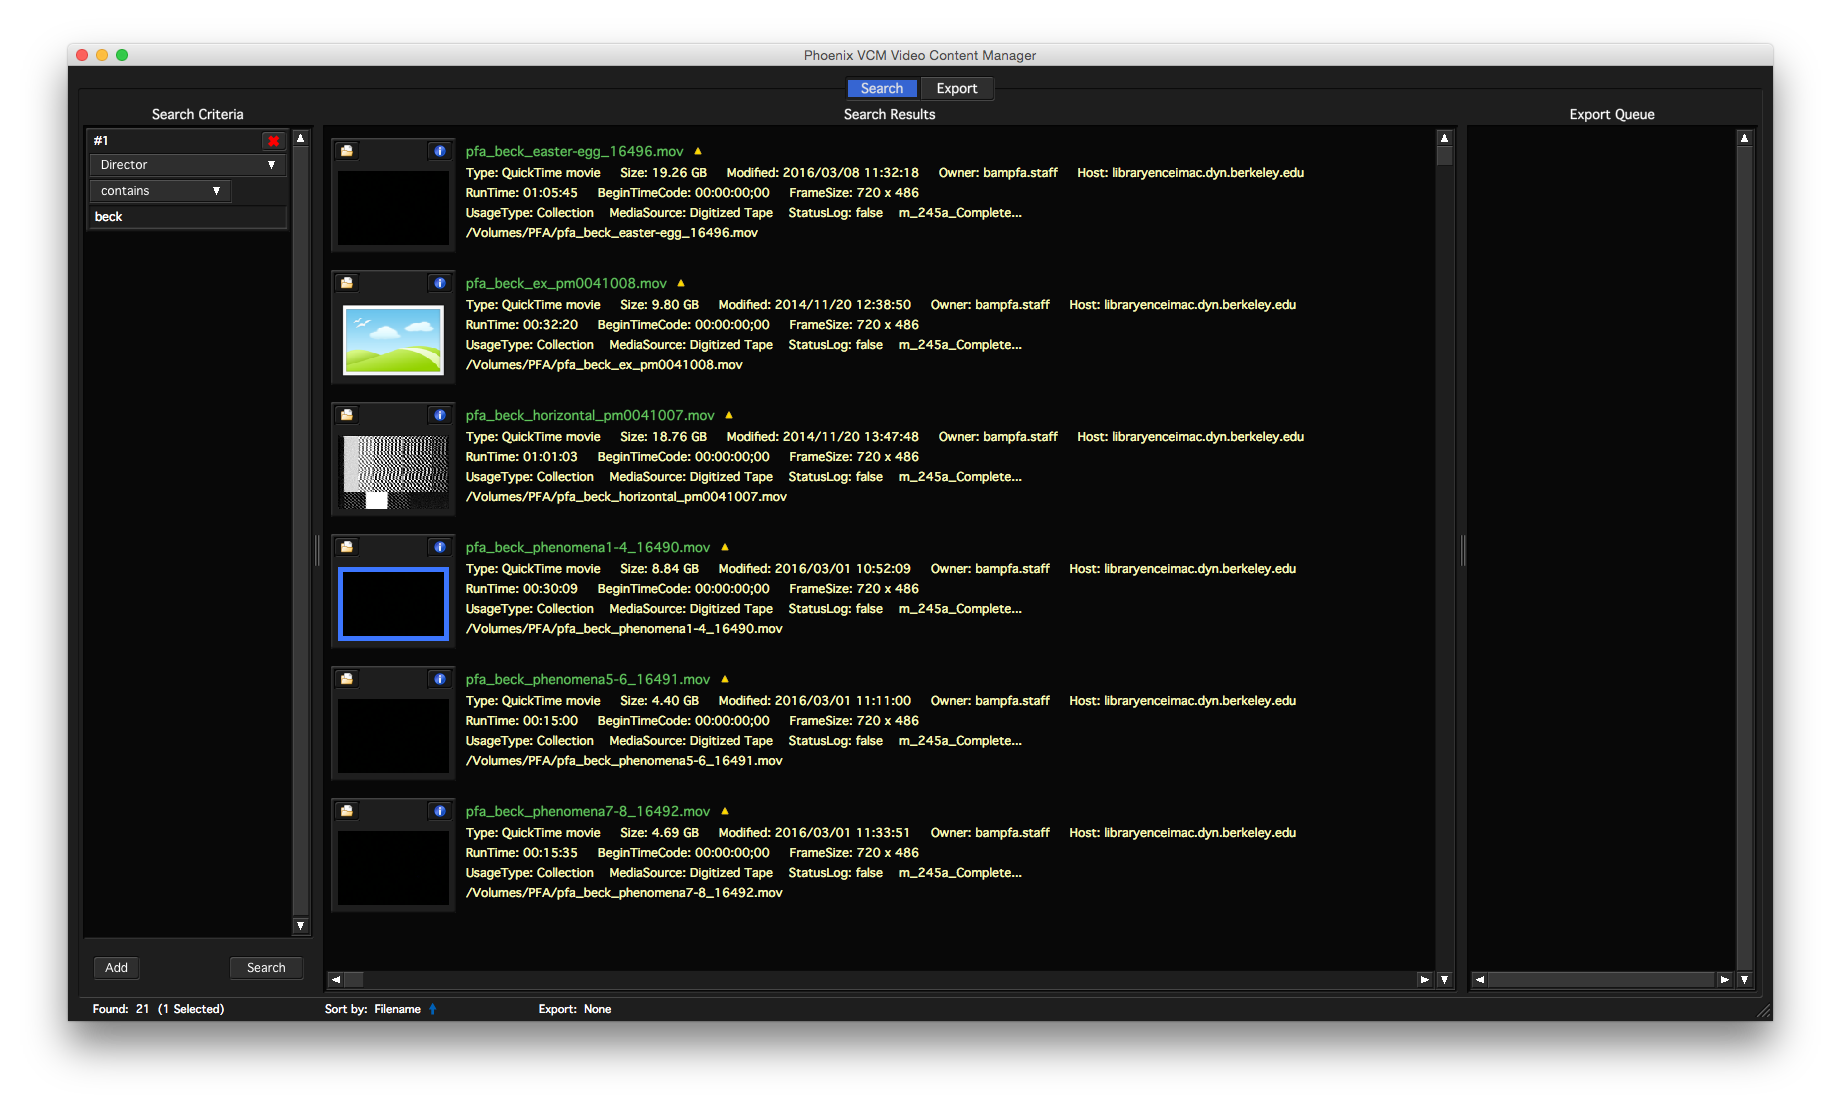 Phoenix VCM Video Content Manager
Search Export
Search Criteria
#1
Director
contains
beck
Add Search
Search Results
pfa_beck_easter-egg_16496.mov
Type: QuickTime movie Size: 19.26 GB Modified: 2016/03/08 11:32:18 Owner: bampfa.staff Host: libraryenceimac.dyn.berkeley.edu
RunTime: 01:05:45 BeginTimeCode: 00:00:00;00 FrameSize: 720 x 486
UsageType: Collection MediaSource: Digitized Tape StatusLog: false m_245a_Complete...
/Volumes/PFA/pfa_beck_easter-egg_16496.mov
pfa_beck_ex_pm0041008.mov
Type: QuickTime movie Size: 9.80 GB Modified: 2014/11/20 12:38:50 Owner: bampfa.staff Host: libraryenceimac.dyn.berkeley.edu
RunTime: 00:32:20 BeginTimeCode: 00:00:00;00 FrameSize: 720 x 486
UsageType: Collection MediaSource: Digitized Tape StatusLog: false m_245a_Complete...
/Volumes/PFA/pfa_beck_ex_pm0041008.mov
pfa_beck_horizontal_pm0041007.mov
Type: QuickTime movie Size: 18.76 GB Modified: 2014/11/20 13:47:48 Owner: bampfa.staff Host: libraryenceimac.dyn.berkeley.edu
RunTime: 01:01:03 BeginTimeCode: 00:00:00;00 FrameSize: 720 x 486
UsageType: Collection MediaSource: Digitized Tape StatusLog: false m_245a_Complete...
/Volumes/PFA/pfa_beck_horizontal_pm0041007.mov
pfa_beck_phenomena1-4_16490.mov
Type: QuickTime movie Size: 8.84 GB Modified: 2016/03/01 10:52:09 Owner: bampfa.staff Host: libraryenceimac.dyn.berkeley.edu
RunTime: 00:30:09 BeginTimeCode: 00:00:00;00 FrameSize: 720 x 486
UsageType: Collection MediaSource: Digitized Tape StatusLog: false m_245a_Complete...
/Volumes/PFA/pfa_beck_phenomena1-4_16490.mov
pfa_beck_phenomena5-6_16491.mov
Type: QuickTime movie Size: 4.40 GB Modified: 2016/03/01 11:11:00 Owner: bampfa.staff Host: libraryenceimac.dyn.berkeley.edu
RunTime: 00:15:00 BeginTimeCode: 00:00:00;00 FrameSize: 720 x 486
UsageType: Collection MediaSource: Digitized Tape StatusLog: false m_245a_Complete...
/Volumes/PFA/pfa_beck_phenomena5-6_16491.mov
pfa_beck_phenomena7-8_16492.mov
Type: QuickTime movie Size: 4.69 GB Modified: 2016/03/01 11:33:51 Owner: bampfa.staff Host: libraryenceimac.dyn.berkeley.edu
RunTime: 00:15:35 BeginTimeCode: 00:00:00;00 FrameSize: 720 x 486
UsageType: Collection MediaSource: Digitized Tape StatusLog: false m_245a_Complete...
/Volumes/PFA/pfa_beck_phenomena7-8_16492.mov
Export Queue
Found: 21 (1 Selected) Sort by: Filename Export: None